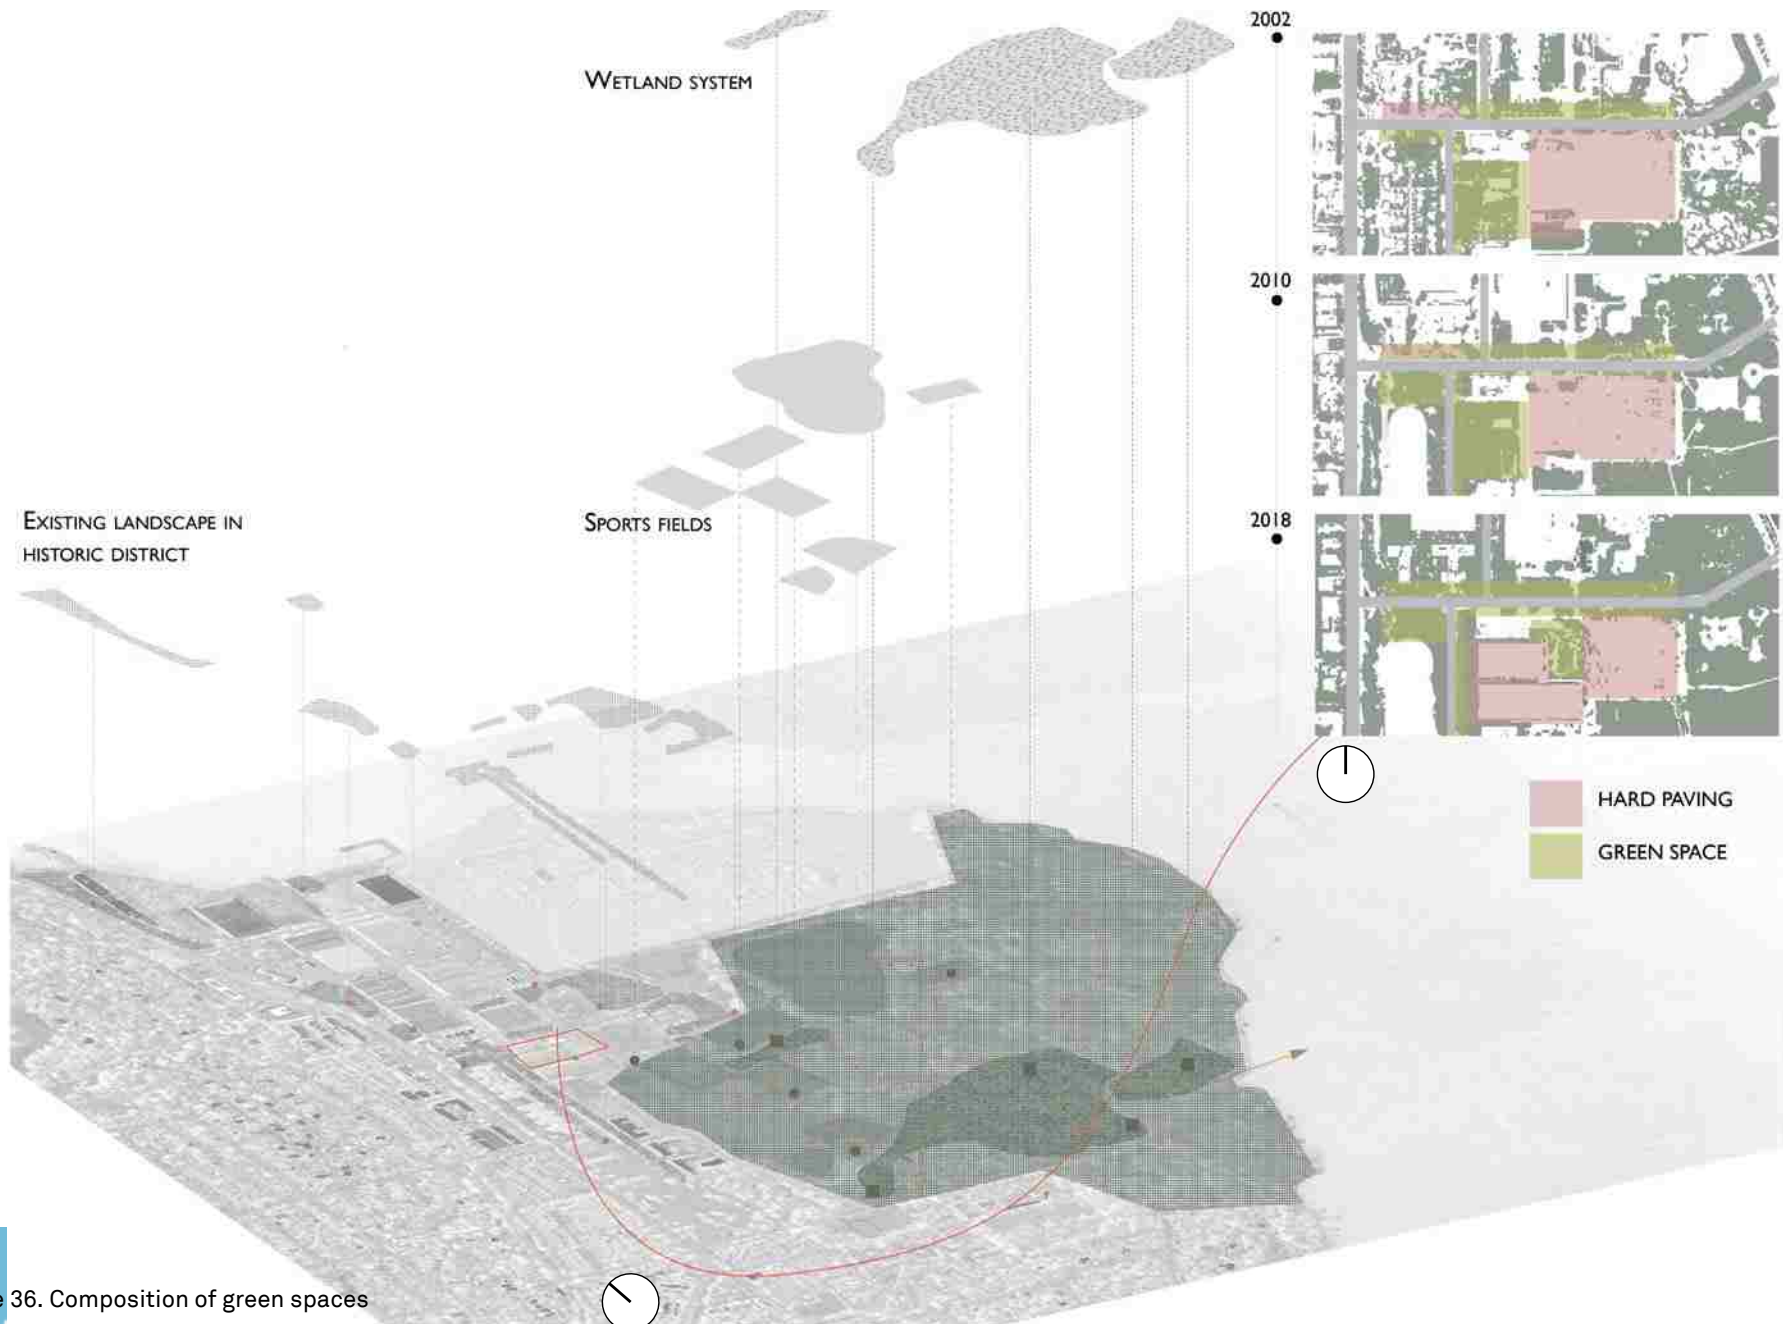 WETLAND SYSTEM
SPORTS FIELDS
EXISTING LANDSCAPE IN
HISTORIC DISTRICT
2002
2010
2018
HARD PAVING
GREEN SPACE
36. Composition of green spaces